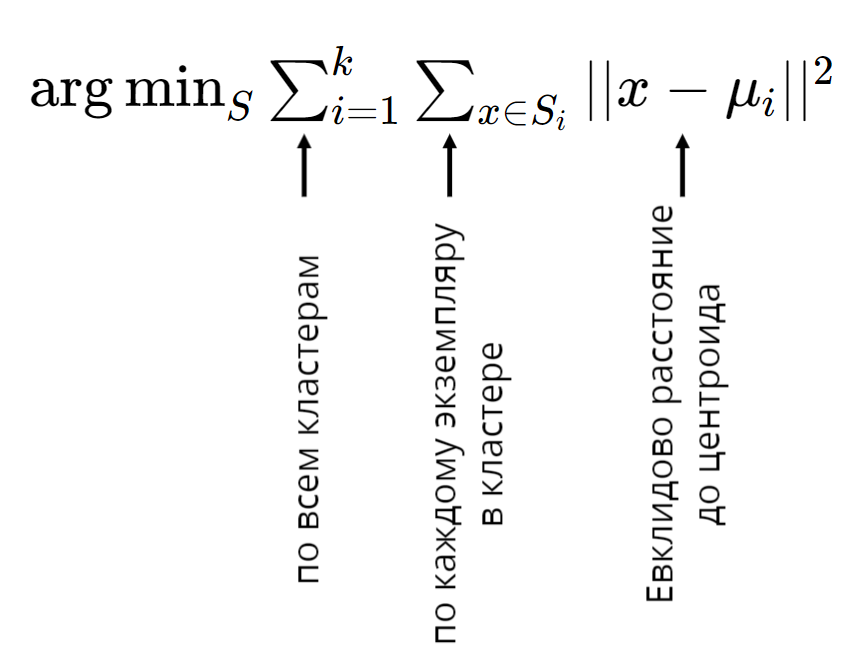 arg min_S ∑_{i=1}^{k} ∑_{x∈S_i} ||x − μ_i||²
по всем кластерам
по каждому экземпляру
в кластере
Евклидово расстояние
до центроида